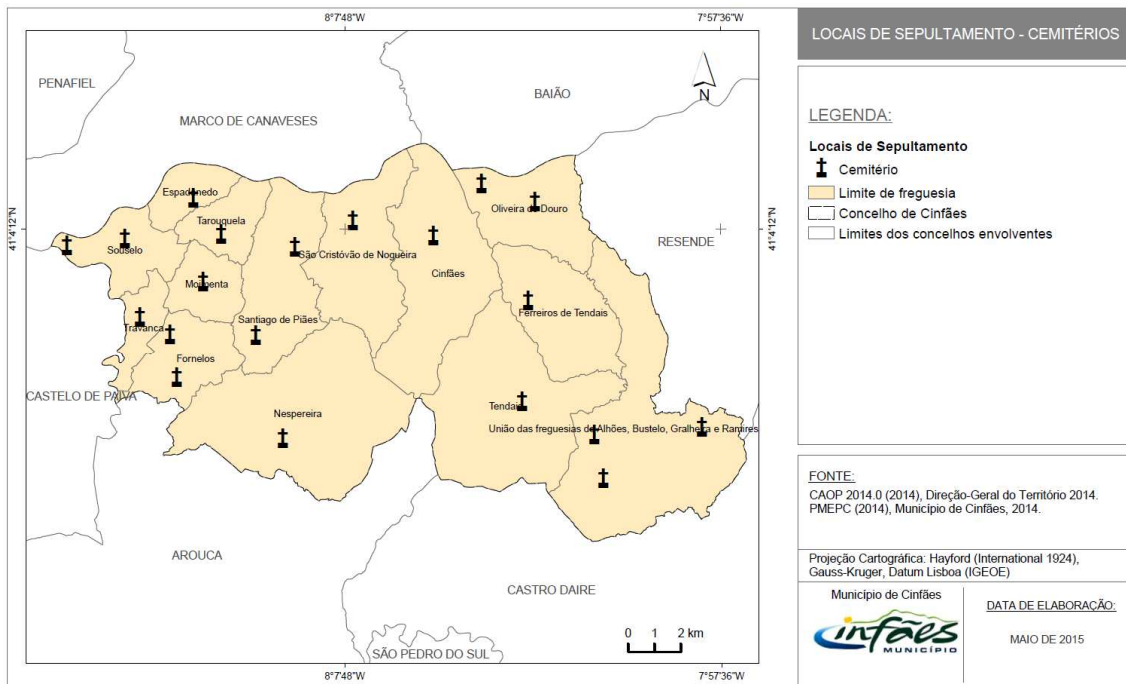 8°7'48"W
7°57'36"W
LOCAIS DE SEPULTAMENTO - CEMITÉRIOS
PENAFIEL
BAIÃO
MARCO DE CANAVESES
N
LEGENDA:
Locais de Sepultamento
Cemitério
Limite de freguesia
Concelho de Cinfães
Limites dos concelhos envolventes
41°4'12"N
41°4'12"N
Espadanedo
Tarouquela
Oliveira do Douro
RESENDE
Souselo
São Cristóvão de Nogueira
Cinfães
Moimenta
Ferreiros de Tendais
Travanca
Santiago de Piães
Fornelos
CASTELO DE PAIVA
Nespereira
Tendais
União das freguesias de Alhões, Bustelo, Gralheira e Ramires
FONTE:
CAOP 2014.0 (2014), Direção-Geral do Território 2014.
PMEPC (2014), Município de Cinfães, 2014.
AROUCA
CASTRO DAIRE
Projeção Cartográfica: Hayford (International 1924),
Gauss-Kruger, Datum Lisboa (IGEOE)
Município de Cinfães
cinfães
MUNICÍPIO
DATA DE ELABORAÇÃO:
MAIO DE 2015
0 1 2 km
SÃO PEDRO DO SUL
8°7'48"W
7°57'36"W